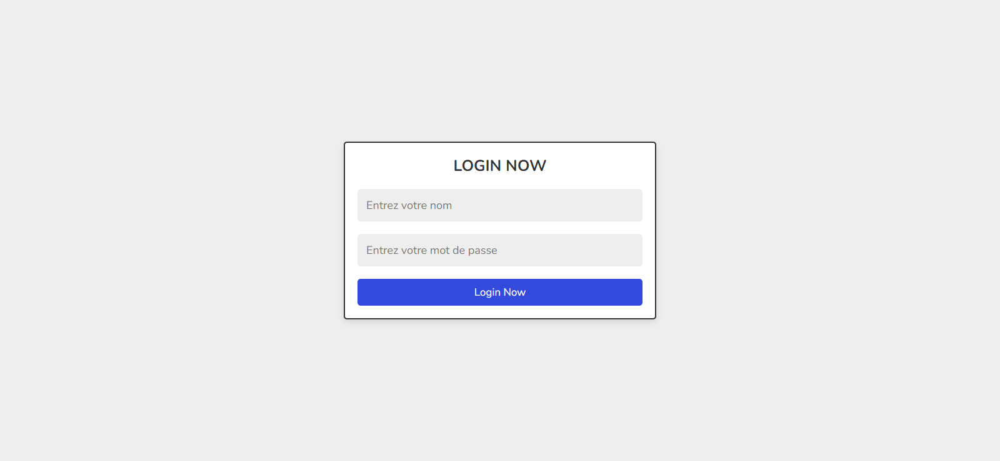 LOGIN NOW
Entrez votre nom
Entrez votre mot de passe
Login Now